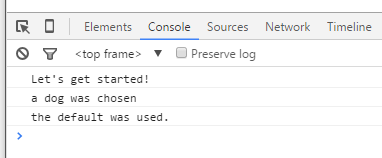 Elements Console Sources Network Timeline
<top frame> ▼ Preserve log
Let's get started!
a dog was chosen
the default was used.
>